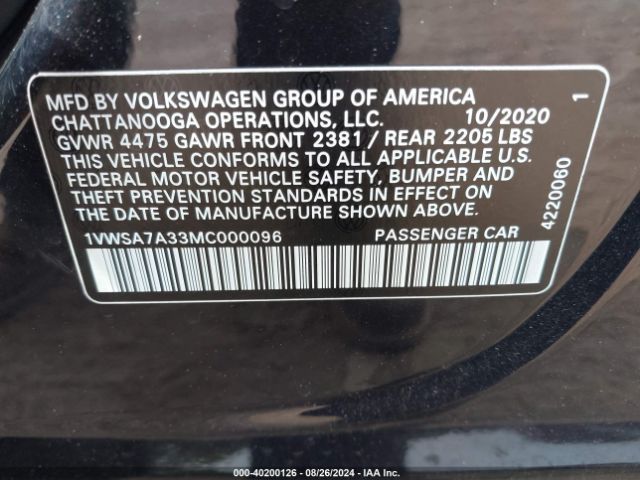 MFD BY VOLKSWAGEN GROUP OF AMERICA
CHATTANOOGA OPERATIONS, LLC. 10/2020 1
GVWR 4475 GAWR FRONT 2381 / REAR 2205 LBS
THIS VEHICLE CONFORMS TO ALL APPLICABLE U.S.
FEDERAL MOTOR VEHICLE SAFETY, BUMPER AND
THEFT PREVENTION STANDARDS IN EFFECT ON
THE DATE OF MANUFACTURE SHOWN ABOVE.
1VWSA7A33MC000096 PASSENGER CAR
4220060
000-40200126 - 08/26/2024 - IAA Inc.